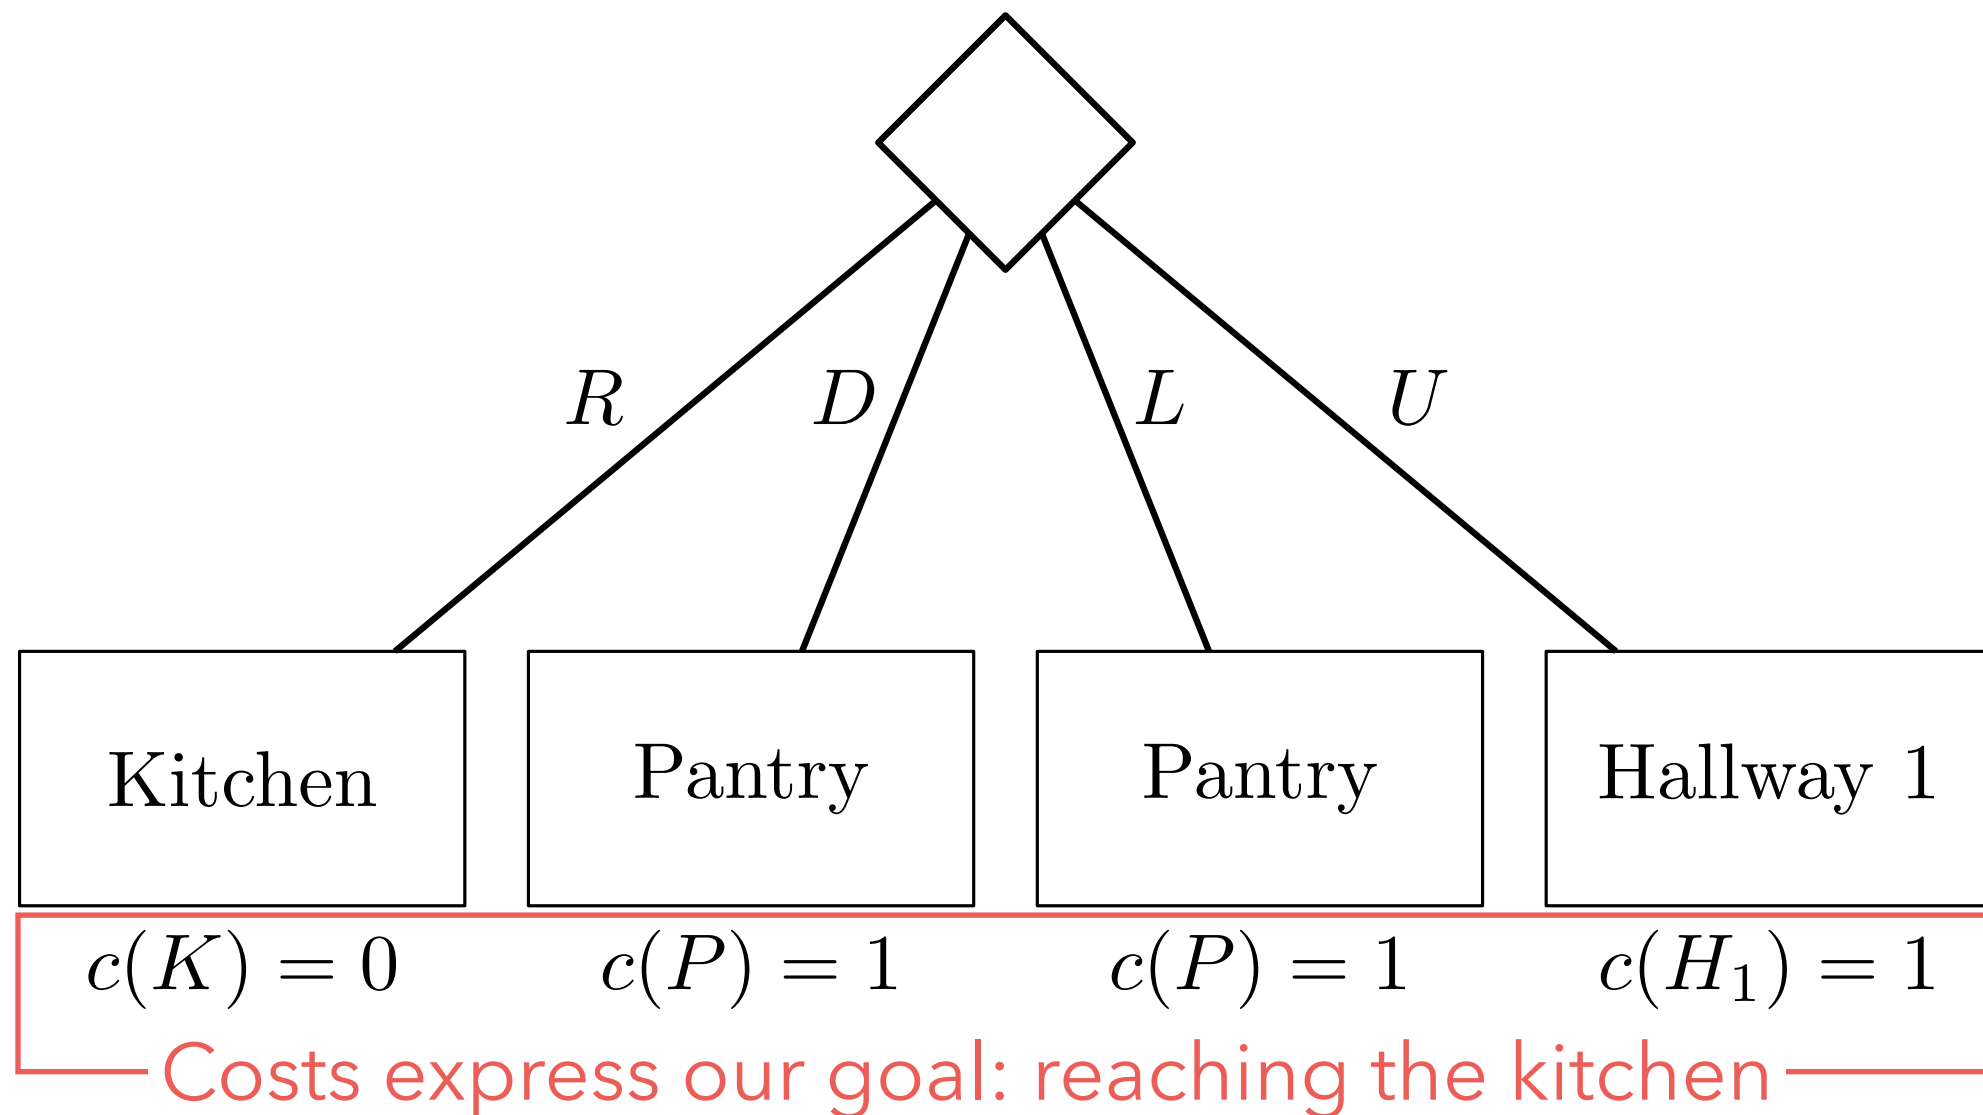 R D L U
Kitchen Pantry Pantry Hallway 1
c(K) = 0 c(P) = 1 c(P) = 1 c(H₁) = 1
Costs express our goal: reaching the kitchen